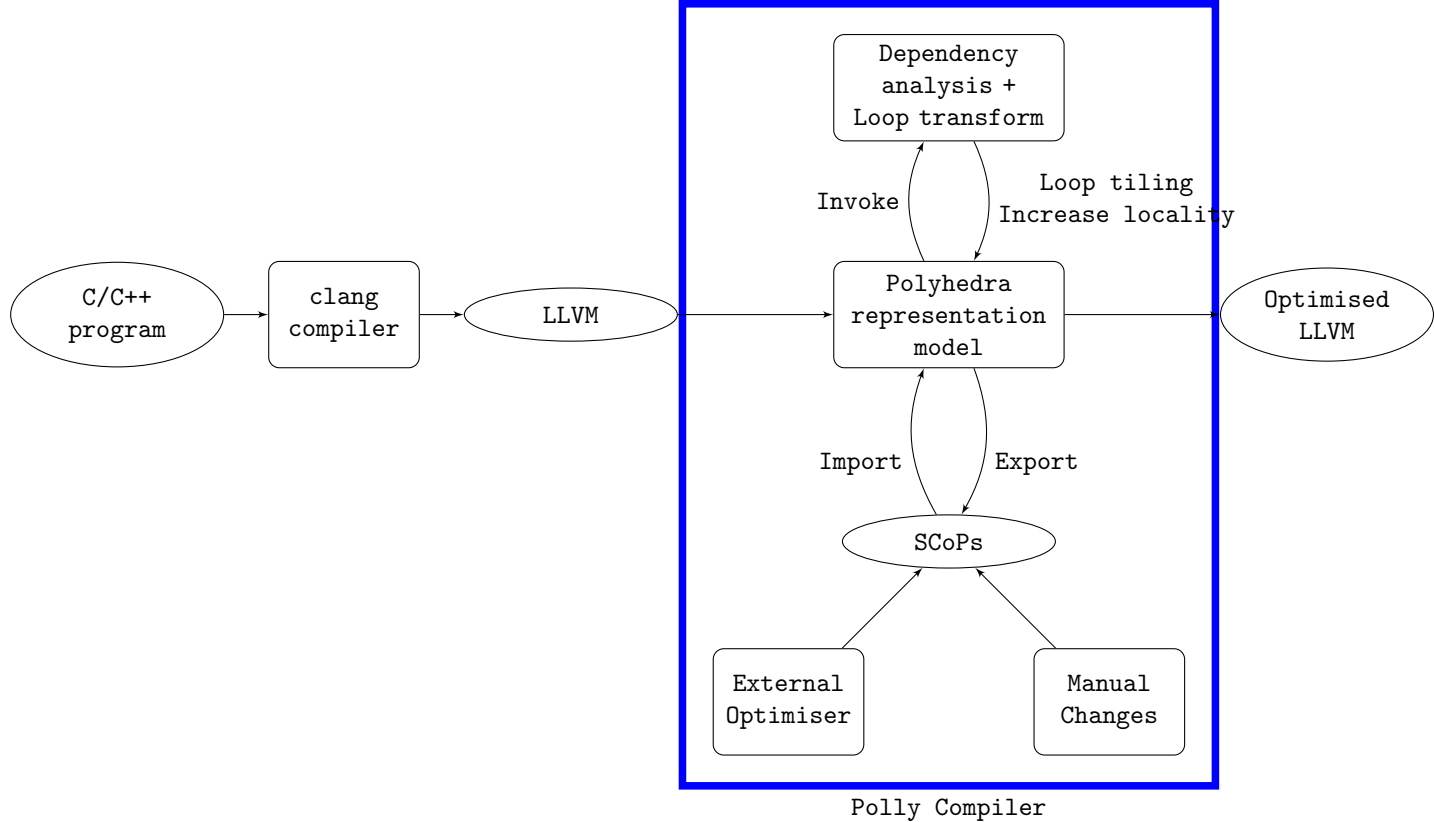 Dependency
analysis +
Loop transform
Invoke
Loop tiling
Increase locality
C/C++
program
clang
compiler
LLVM
Polyhedra
representation
model
Optimised
LLVM
Import
Export
SCoPs
External
Optimiser
Manual
Changes
Polly Compiler